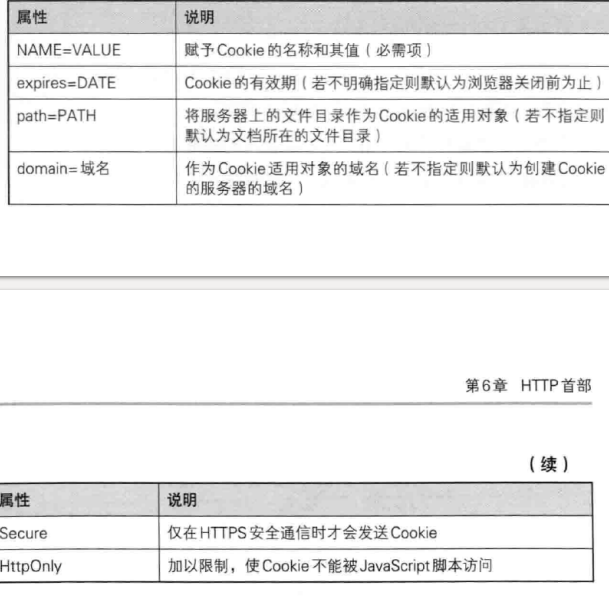 属性 说明
NAME=VALUE 赋予Cookie的名称和其值（必需项）
expires=DATE Cookie的有效期（若不明确指定则默认为浏览器关闭前为止）
path=PATH 将服务器上的文件目录作为Cookie的适用对象（若不指定则
默认为文档所在的文件目录）
domain=域名 作为Cookie适用对象的域名（若不指定则默认为创建Cookie
的服务器的域名）
第6章 HTTP首部
（续）
属性 说明
Secure 仅在HTTPS安全通信时才会发送Cookie
HttpOnly 加以限制，使Cookie不能被JavaScript脚本访问